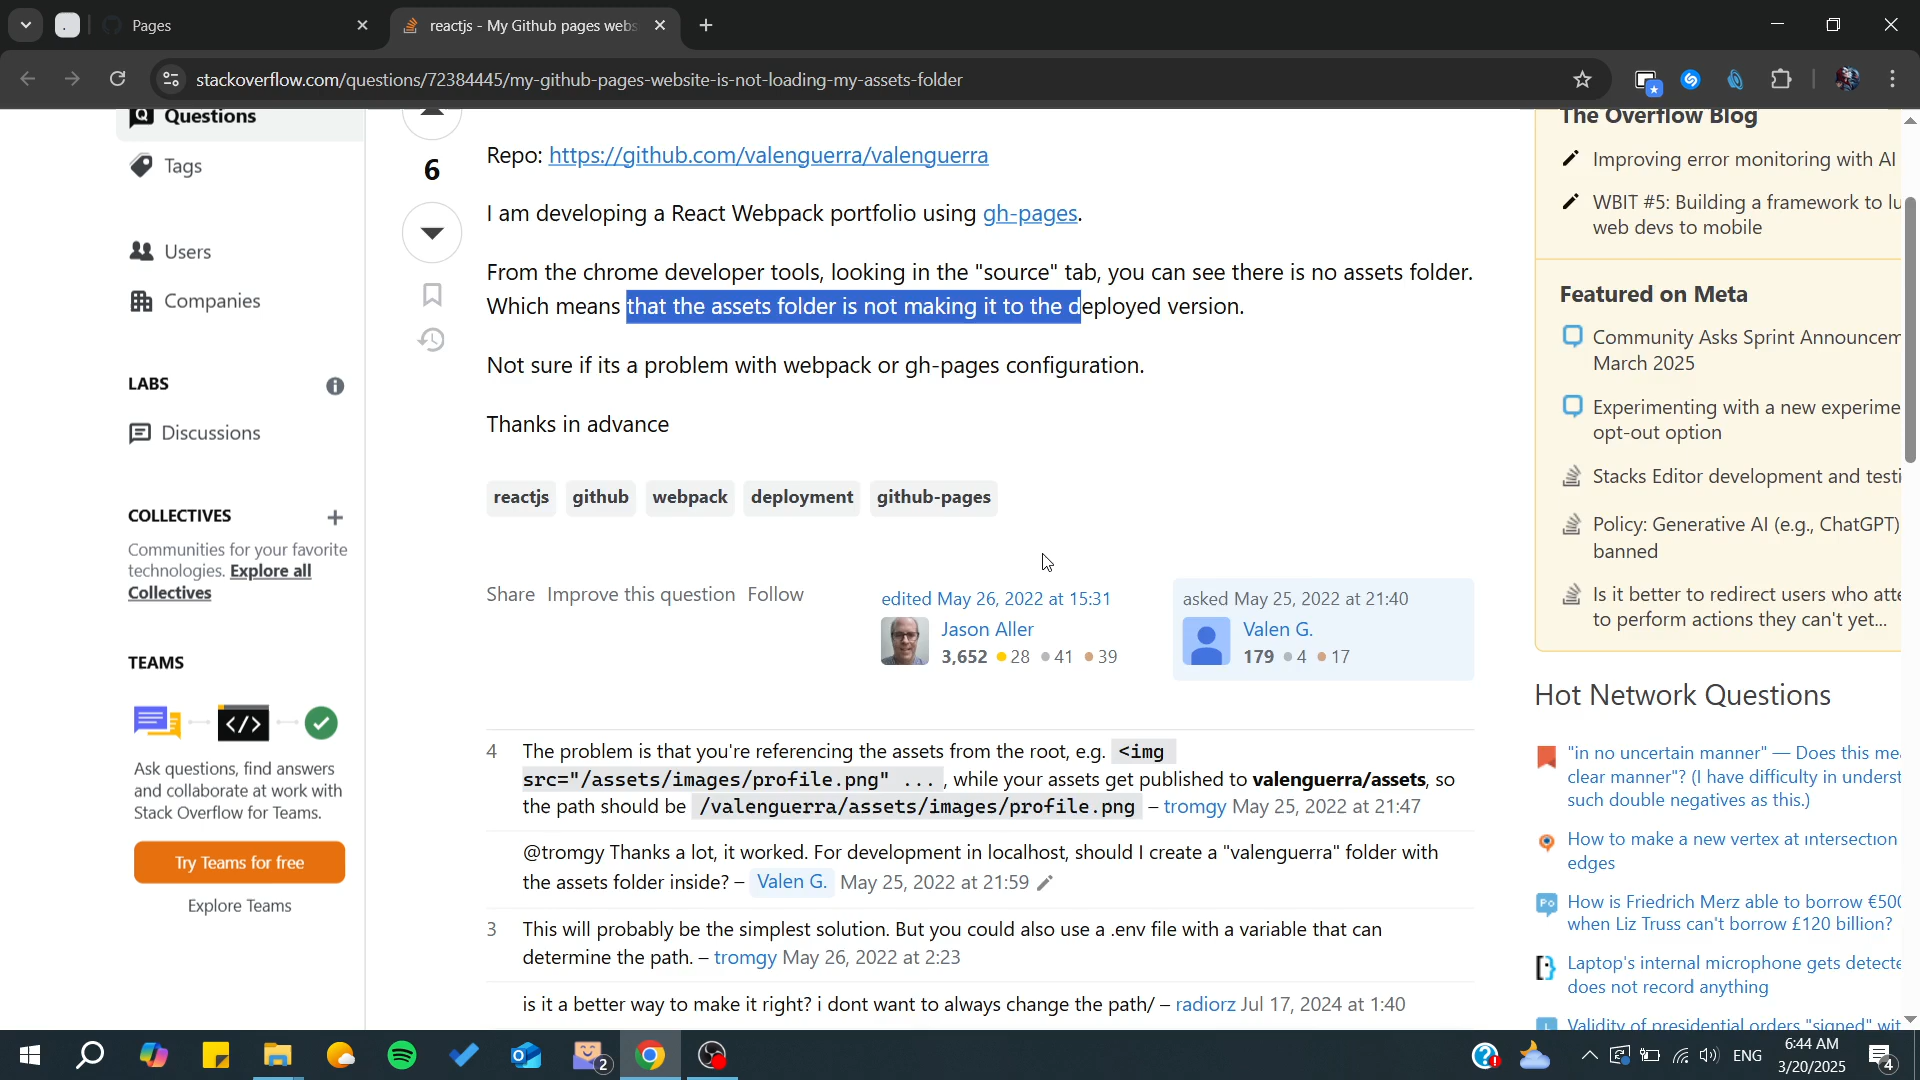 Pages
reactjs - My Github pages webs
stackoverflow.com/questions/72384445/my-github-pages-website-is-not-loading-my-assets-folder
Questions
Tags
Users
Companies
LABS
Discussions
COLLECTIVES
Communities for your favorite
technologies. Explore all
Collectives
TEAMS
Ask questions, find answers
and collaborate at work with
Stack Overflow for Teams.
Try Teams for free
Explore Teams
6
Repo: https://github.com/valenguerra/valenguerra
I am developing a React Webpack portfolio using gh-pages.
From the chrome developer tools, looking in the "source" tab, you can see there is no assets folder.
Which means that the assets folder is not making it to the deployed version.
Not sure if its a problem with webpack or gh-pages configuration.
Thanks in advance
reactjs github webpack deployment github-pages
Share Improve this question Follow
edited May 26, 2022 at 15:31
Jason Aller
3,652 28 41 39
asked May 25, 2022 at 21:40
Valen G.
179 4 17
4 The problem is that you're referencing the assets from the root, e.g. <img
src="/assets/images/profile.png" ... , while your assets get published to valenguerra/assets, so
the path should be /valenguerra/assets/images/profile.png – tromgy May 25, 2022 at 21:47
@tromgy Thanks a lot, it worked. For development in localhost, should I create a "valenguerra" folder with
the assets folder inside? – Valen G. May 25, 2022 at 21:59
3 This will probably be the simplest solution. But you could also use a .env file with a variable that can
determine the path. – tromgy May 26, 2022 at 2:23
is it a better way to make it right? i dont want to always change the path/ – radiorz Jul 17, 2024 at 1:40
The Overflow Blog
Improving error monitoring with AI
WBIT #5: Building a framework to lu
web devs to mobile
Featured on Meta
Community Asks Sprint Announcem
March 2025
Experimenting with a new experime
opt-out option
Stacks Editor development and testi
Policy: Generative AI (e.g., ChatGPT)
banned
Is it better to redirect users who atte
to perform actions they can't yet...
Hot Network Questions
"in no uncertain manner" — Does this mea
clear manner"? (I have difficulty in underst
such double negatives as this.)
How to make a new vertex at intersection
edges
How is Friedrich Merz able to borrow €500
when Liz Truss can't borrow £120 billion?
Laptop's internal microphone gets detecte
does not record anything
Validity of presidential orders "signed" wit
2
ENG
6:44 AM
3/20/2025
4